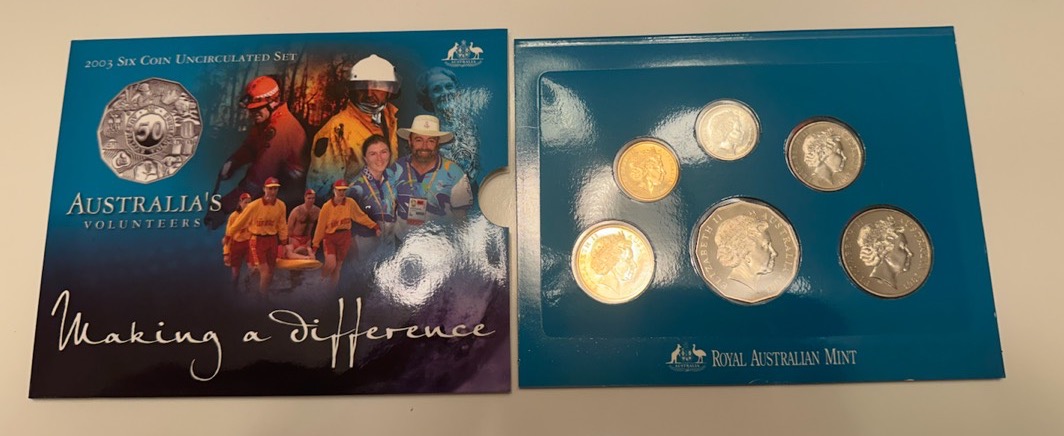 2003 SIX COIN UNCIRCULATED SET
AUSTRALIA
50
AUSTRALIA'S
VOLUNTEERS
Making a difference
ELIZABETH II AUSTRALIA
ROYAL AUSTRALIAN MINT